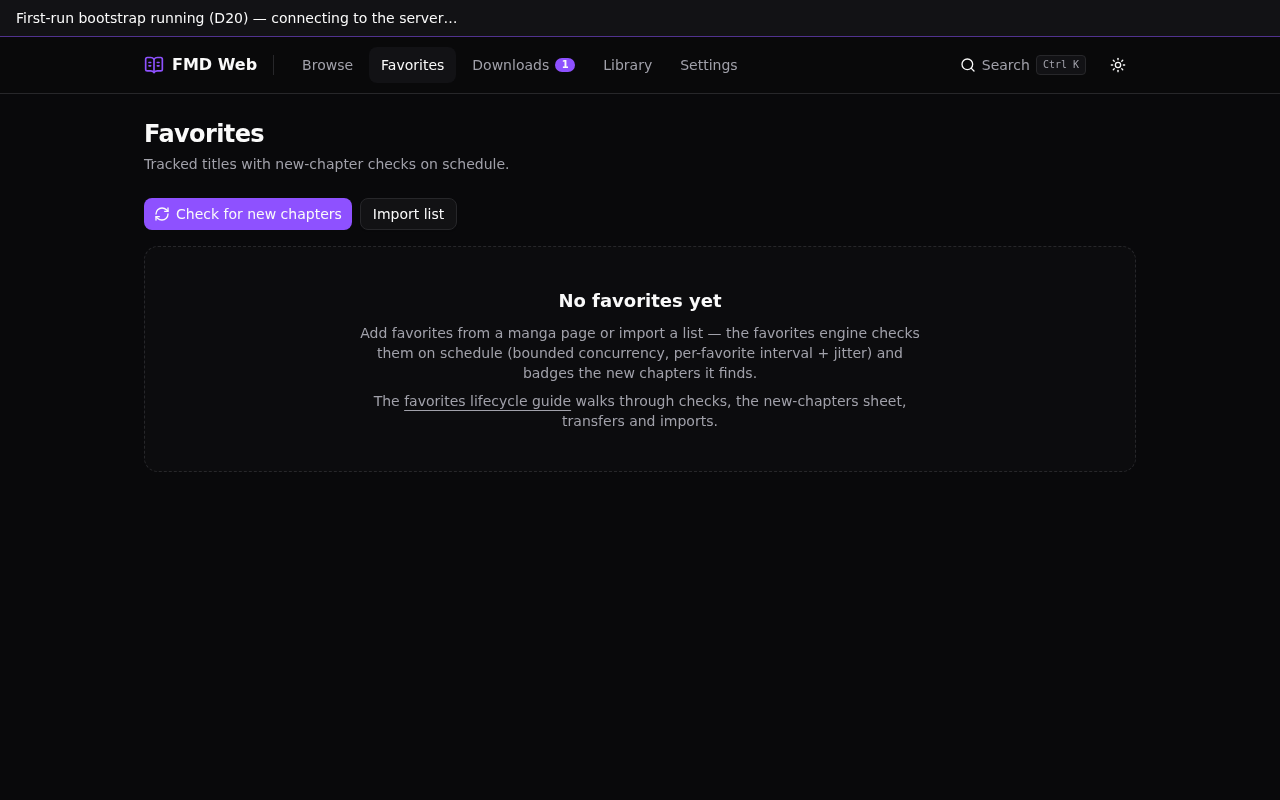 First-run bootstrap running (D20) — connecting to the server…
FMD Web
Browse
Favorites
Downloads 1
Library
Settings
Search Ctrl K
Favorites
Tracked titles with new-chapter checks on schedule.
Check for new chapters
Import list
No favorites yet
Add favorites from a manga page or import a list — the favorites engine checks
them on schedule (bounded concurrency, per-favorite interval + jitter) and
badges the new chapters it finds.
The favorites lifecycle guide walks through checks, the new-chapters sheet,
transfers and imports.